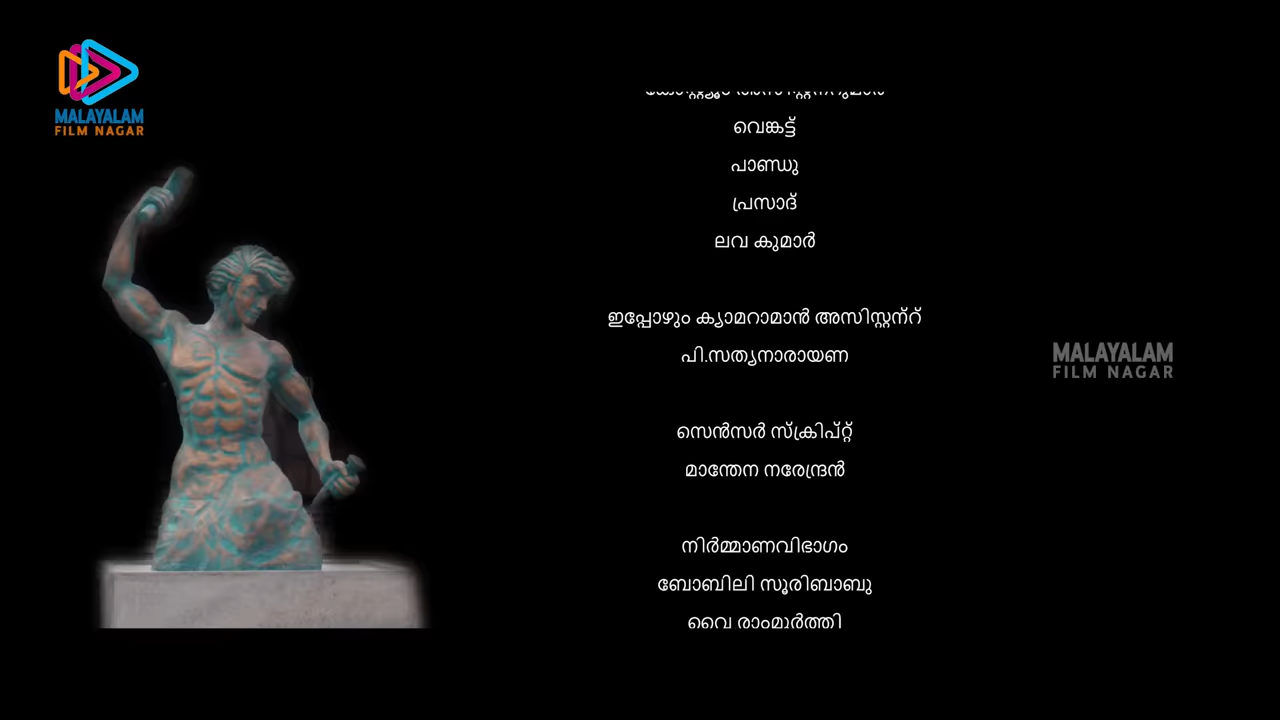 MALAYALAM
FILM NAGAR
വെങ്കട്ട്
പാണ്ഡു
പ്രസാദ്
ലവ കുമാർ
ഇപ്പോഴും ക്യാമറാമാൻ അസിസ്റ്റന്റ്
പി.സത്യനാരായണ
സെൻസർ സ്ക്രിപ്റ്റ്
മാന്തേന നരേന്ദ്രൻ
നിർമ്മാണവിഭാഗം
ബോബിലി സൂരിബാബു
വൈ രാംമൂർത്തി
MALAYALAM
FILM NAGAR